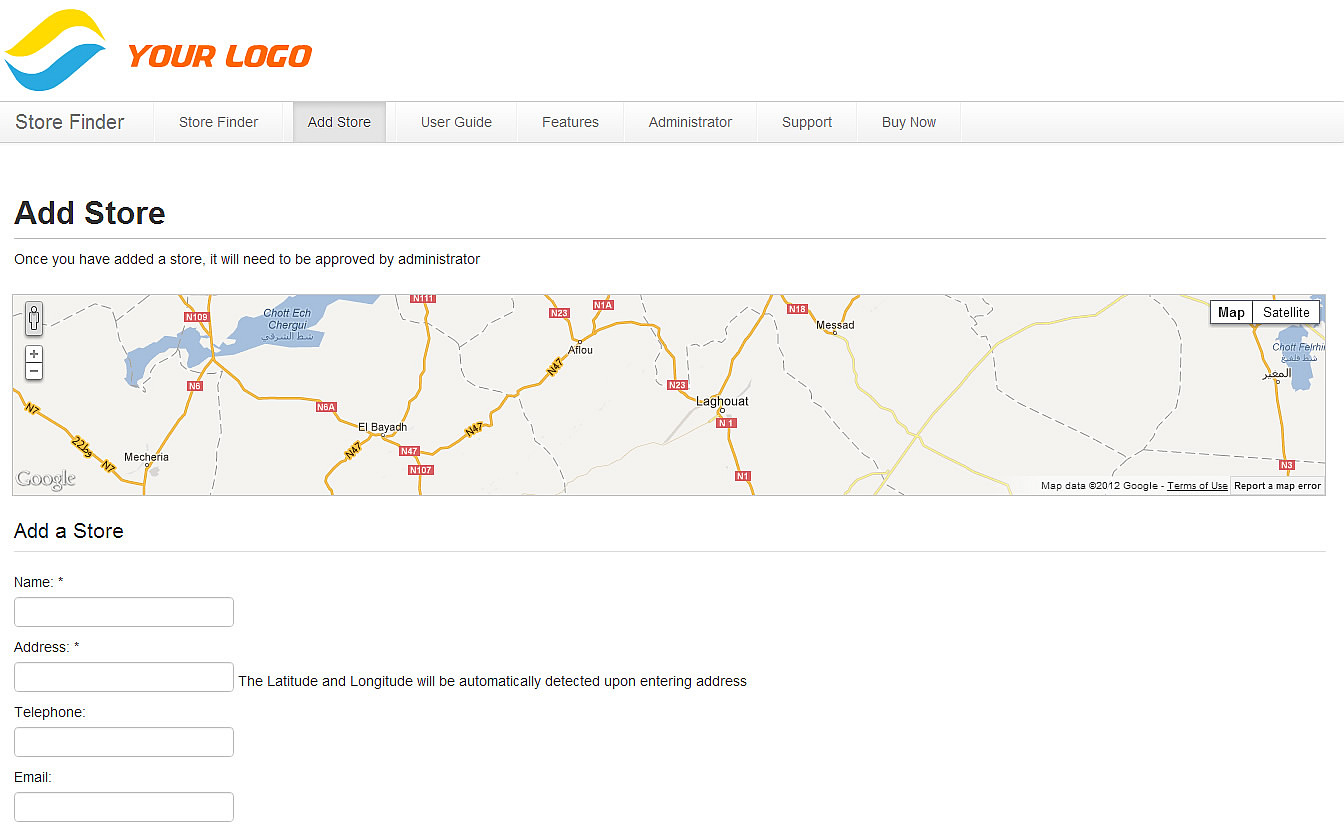 YOUR LOGO
Store Finder
Store Finder
Add Store
User Guide
Features
Administrator
Support
Buy Now
Add Store
Once you have added a store, it will need to be approved by administrator
N109
Chott Ech
Chergui
شط الشرقي
N111
N23
N1A
N18
Messad
Map
Satellite
Aflou
Chott Felrhir
شط ملغيغ
المغير
N47
N6
N23
Laghouat
N7
N6A
El Bayadh
N47
N1
22b
N7
Mecheria
N47
N47
N107
N1
N3
Google
Map data ©2012 Google - Terms of Use
Report a map error
Add a Store
Name: *
Address: *
The Latitude and Longitude will be automatically detected upon entering address
Telephone:
Email: